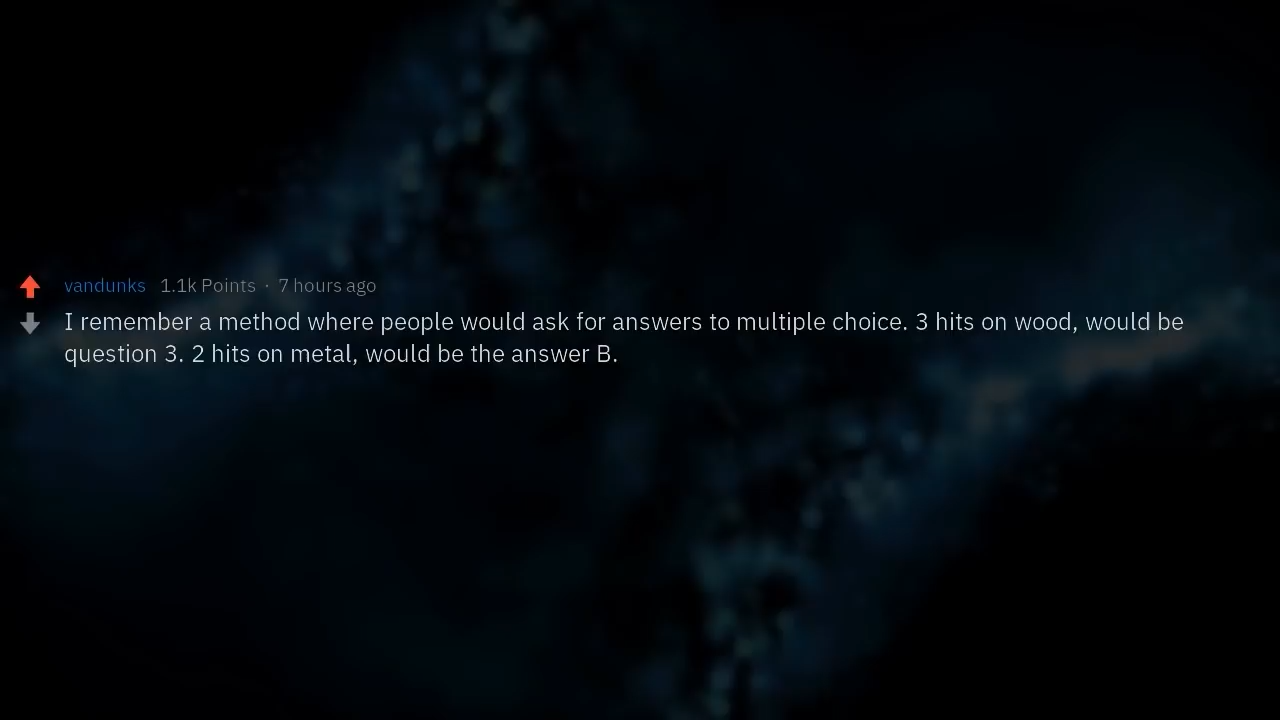 vandunks 1.1k Points · 7 hours ago
I remember a method where people would ask for answers to multiple choice. 3 hits on wood, would be
question 3. 2 hits on metal, would be the answer B.